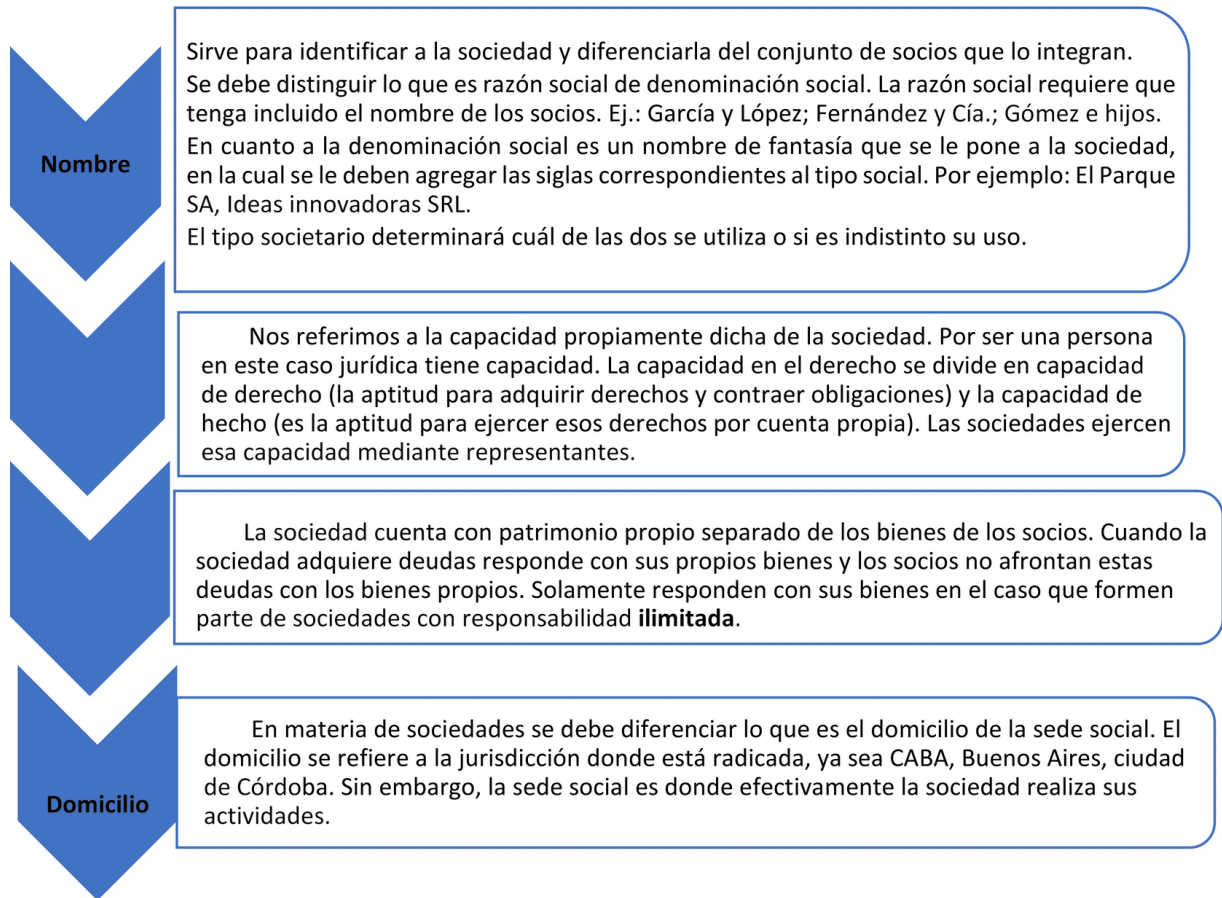 Nombre
Sirve para identificar a la sociedad y diferenciarla del conjunto de socios que lo integran.
Se debe distinguir lo que es razón social de denominación social. La razón social requiere que
tenga incluido el nombre de los socios. Ej.: García y López; Fernández y Cía.; Gómez e hijos.
En cuanto a la denominación social es un nombre de fantasía que se le pone a la sociedad,
en la cual se le deben agregar las siglas correspondientes al tipo social. Por ejemplo: El Parque
SA, Ideas innovadoras SRL.
El tipo societario determinará cuál de las dos se utiliza o si es indistinto su uso.
Nos referimos a la capacidad propiamente dicha de la sociedad. Por ser una persona
en este caso jurídica tiene capacidad. La capacidad en el derecho se divide en capacidad
de derecho (la aptitud para adquirir derechos y contraer obligaciones) y la capacidad de
hecho (es la aptitud para ejercer esos derechos por cuenta propia). Las sociedades ejercen
esa capacidad mediante representantes.
La sociedad cuenta con patrimonio propio separado de los bienes de los socios. Cuando la
sociedad adquiere deudas responde con sus propios bienes y los socios no afrontan estas
deudas con los bienes propios. Solamente responden con sus bienes en el caso que formen
parte de sociedades con responsabilidad ilimitada.
Domicilio
En materia de sociedades se debe diferenciar lo que es el domicilio de la sede social. El
domicilio se refiere a la jurisdicción donde está radicada, ya sea CABA, Buenos Aires, ciudad
de Córdoba. Sin embargo, la sede social es donde efectivamente la sociedad realiza sus
actividades.